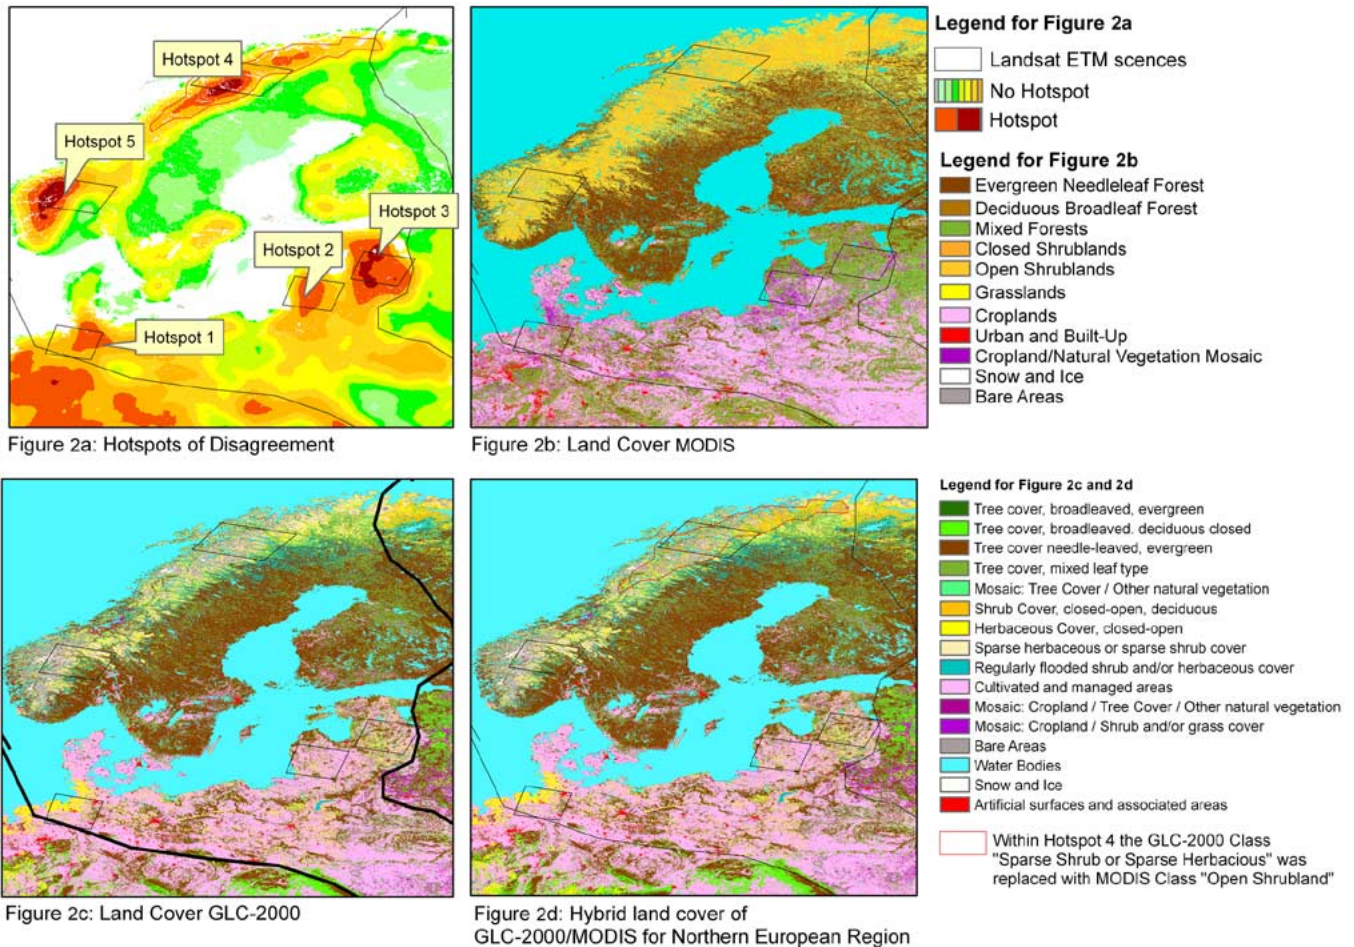 Hotspot 4
Hotspot 5
Hotspot 3
Hotspot 2
Hotspot 1
Figure 2a: Hotspots of Disagreement
Figure 2b: Land Cover MODIS
Legend for Figure 2a
Landsat ETM scences
No Hotspot
Hotspot
Legend for Figure 2b
Evergreen Needleleaf Forest
Deciduous Broadleaf Forest
Mixed Forests
Closed Shrublands
Open Shrublands
Grasslands
Croplands
Urban and Built-Up
Cropland/Natural Vegetation Mosaic
Snow and Ice
Bare Areas
Figure 2c: Land Cover GLC-2000
Figure 2d: Hybrid land cover of
GLC-2000/MODIS for Northern European Region
Legend for Figure 2c and 2d
Tree cover, broadleaved, evergreen
Tree cover, broadleaved. deciduous closed
Tree cover needle-leaved, evergreen
Tree cover, mixed leaf type
Mosaic: Tree Cover / Other natural vegetation
Shrub Cover, closed-open, deciduous
Herbaceous Cover, closed-open
Sparse herbaceous or sparse shrub cover
Regularly flooded shrub and/or herbaceous cover
Cultivated and managed areas
Mosaic: Cropland / Tree Cover / Other natural vegetation
Mosaic: Cropland / Shrub and/or grass cover
Bare Areas
Water Bodies
Snow and Ice
Artificial surfaces and associated areas
Within Hotspot 4 the GLC-2000 Class
"Sparse Shrub or Sparse Herbacious" was
replaced with MODIS Class "Open Shrubland"